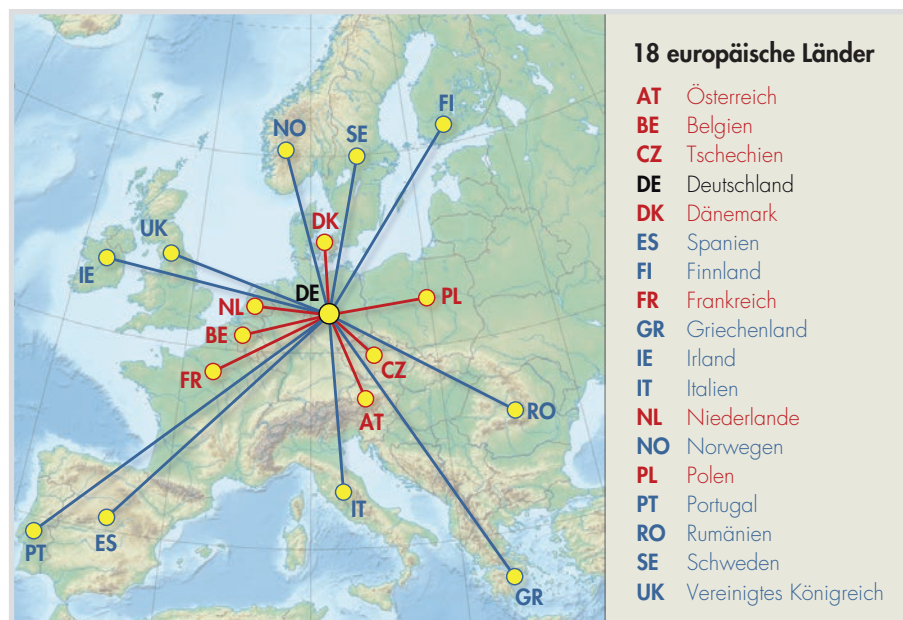 NO
SE
FI
UK
IE
DK
DE
NL
BE
FR
PL
CZ
AT
RO
IT
PT
ES
GR
18 europäische Länder
AT Österreich
BE Belgien
CZ Tschechien
DE Deutschland
DK Dänemark
ES Spanien
FI Finnland
FR Frankreich
GR Griechenland
IE Irland
IT Italien
NL Niederlande
NO Norwegen
PL Polen
PT Portugal
RO Rumänien
SE Schweden
UK Vereinigtes Königreich